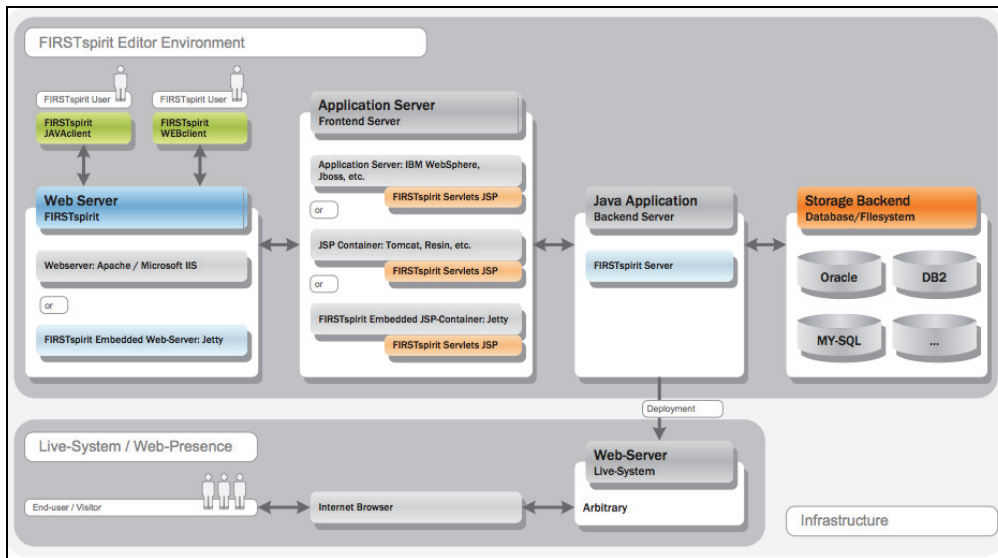 FIRSTspirit Editor Environment
FIRSTspirit User
FIRSTspirit User
FIRSTspirit
JAVAclient
FIRSTspirit
WEBclient
Web Server
FIRSTspirit
Webserver: Apache / Microsoft IIS
or
FIRSTspirit Embedded Web-Server: Jetty
Application Server
Frontend Server
Application Server: IBM WebSphere,
Jboss, etc.
FIRSTspirit Servlets JSP
or
JSP Container: Tomcat, Resin, etc.
FIRSTspirit Servlets JSP
or
FIRSTspirit Embedded JSP-Container: Jetty
FIRSTspirit Servlets JSP
Java Application
Backend Server
FIRSTspirit Server
Storage Backend
Database/Filesystem
Oracle
DB2
MY-SQL
...
Deployment
Live-System / Web-Presence
End-user / Visitor
Internet Browser
Web-Server
Live-System
Arbitrary
Infrastructure